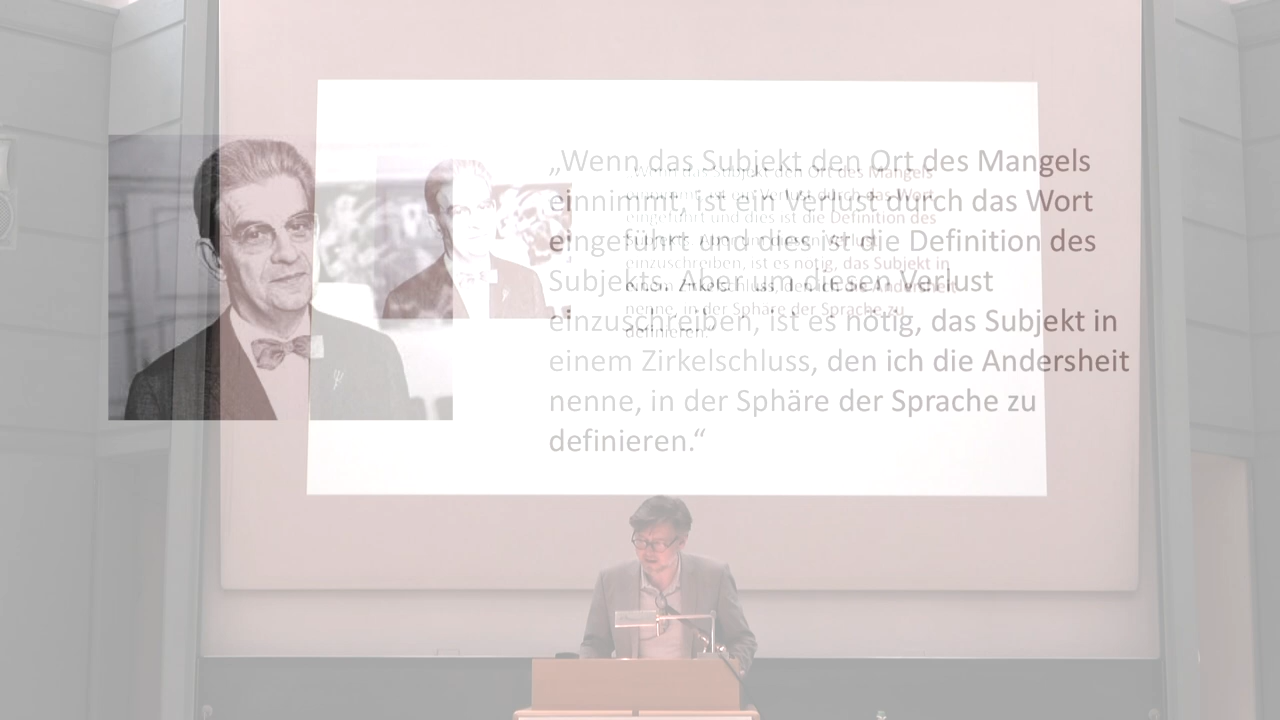 „Wenn das Subjekt den Ort des Mangels
einnimmt, ist ein Verlust durch das Wort
eingeführt und dies ist die Definition des
Subjekts. Aber um diesen Verlust
einzuschreiben, ist es nötig, das Subjekt in
einem Zirkelschluss, den ich die Andersheit
nenne, in der Sphäre der Sprache zu
definieren.“